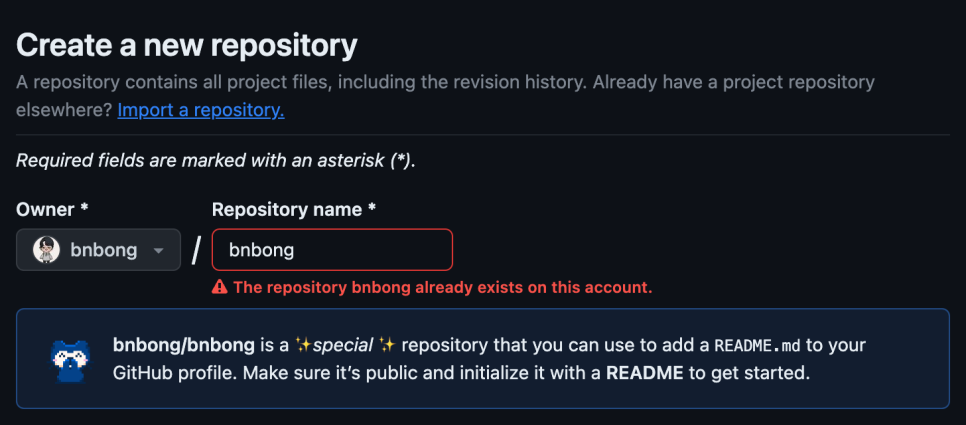 Create a new repository
A repository contains all project files, including the revision history. Already have a project repository
elsewhere? Import a repository.
Required fields are marked with an asterisk (*).
Owner * Repository name *
bnbong / bnbong
The repository bnbong already exists on this account.
bnbong/bnbong is a ✨special ✨ repository that you can use to add a README.md to your
GitHub profile. Make sure it’s public and initialize it with a README to get started.